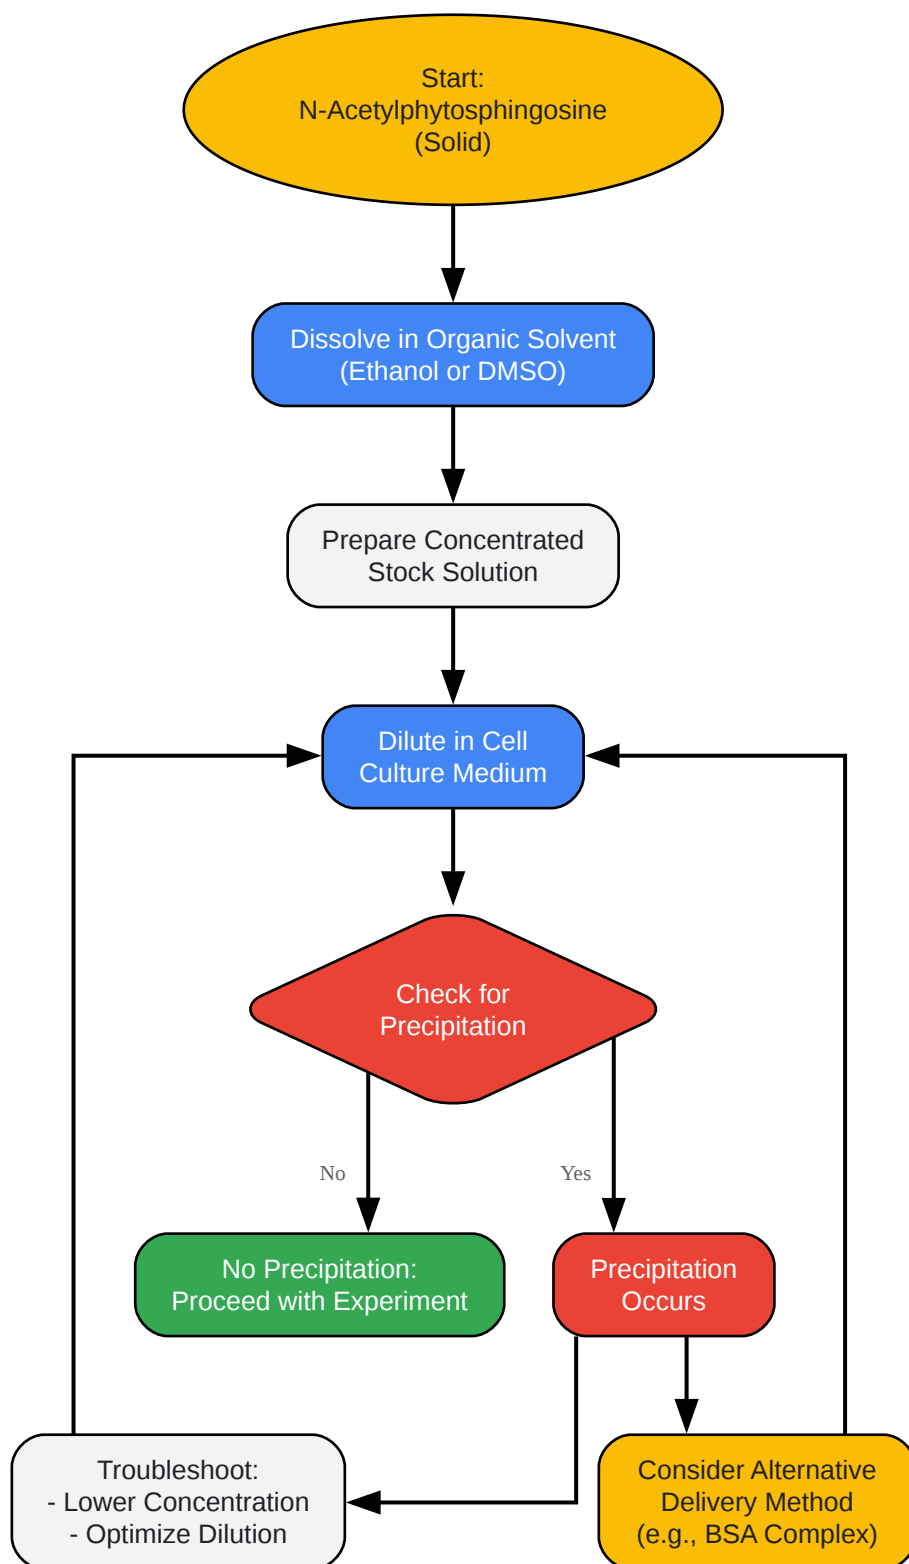 Start:
N-Acetylphytosphingosine
(Solid)
Dissolve in Organic Solvent
(Ethanol or DMSO)
Prepare Concentrated
Stock Solution
Dilute in Cell
Culture Medium
Check for
Precipitation
No
Yes
No Precipitation:
Proceed with Experiment
Precipitation
Occurs
Troubleshoot:
- Lower Concentration
- Optimize Dilution
Consider Alternative
Delivery Method
(e.g., BSA Complex)